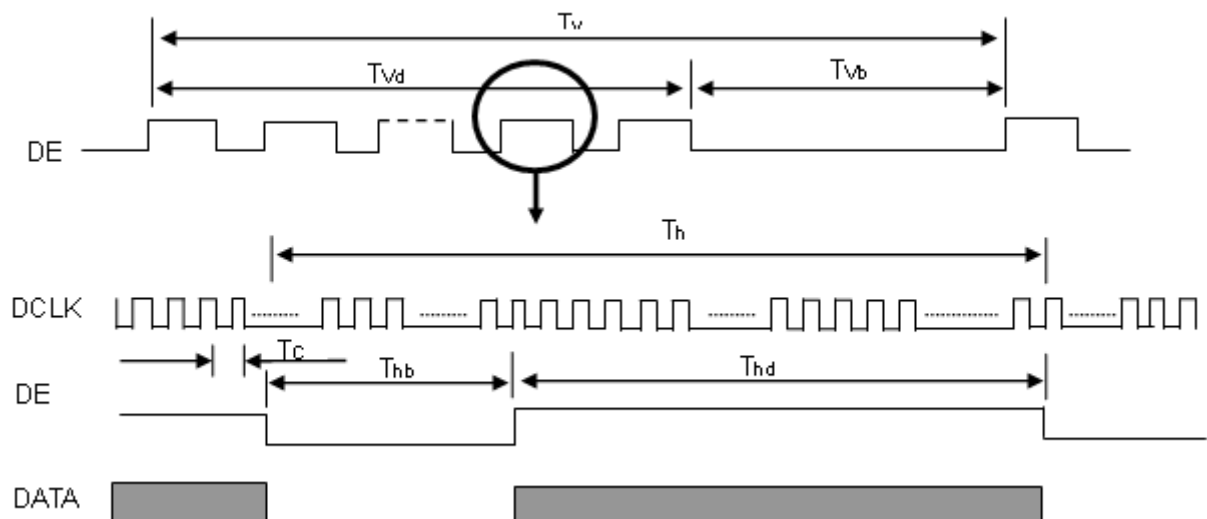 Tv
Tvd
Tvb
DE
Th
DCLK
Tc
Thb
Thd
DE
DATA